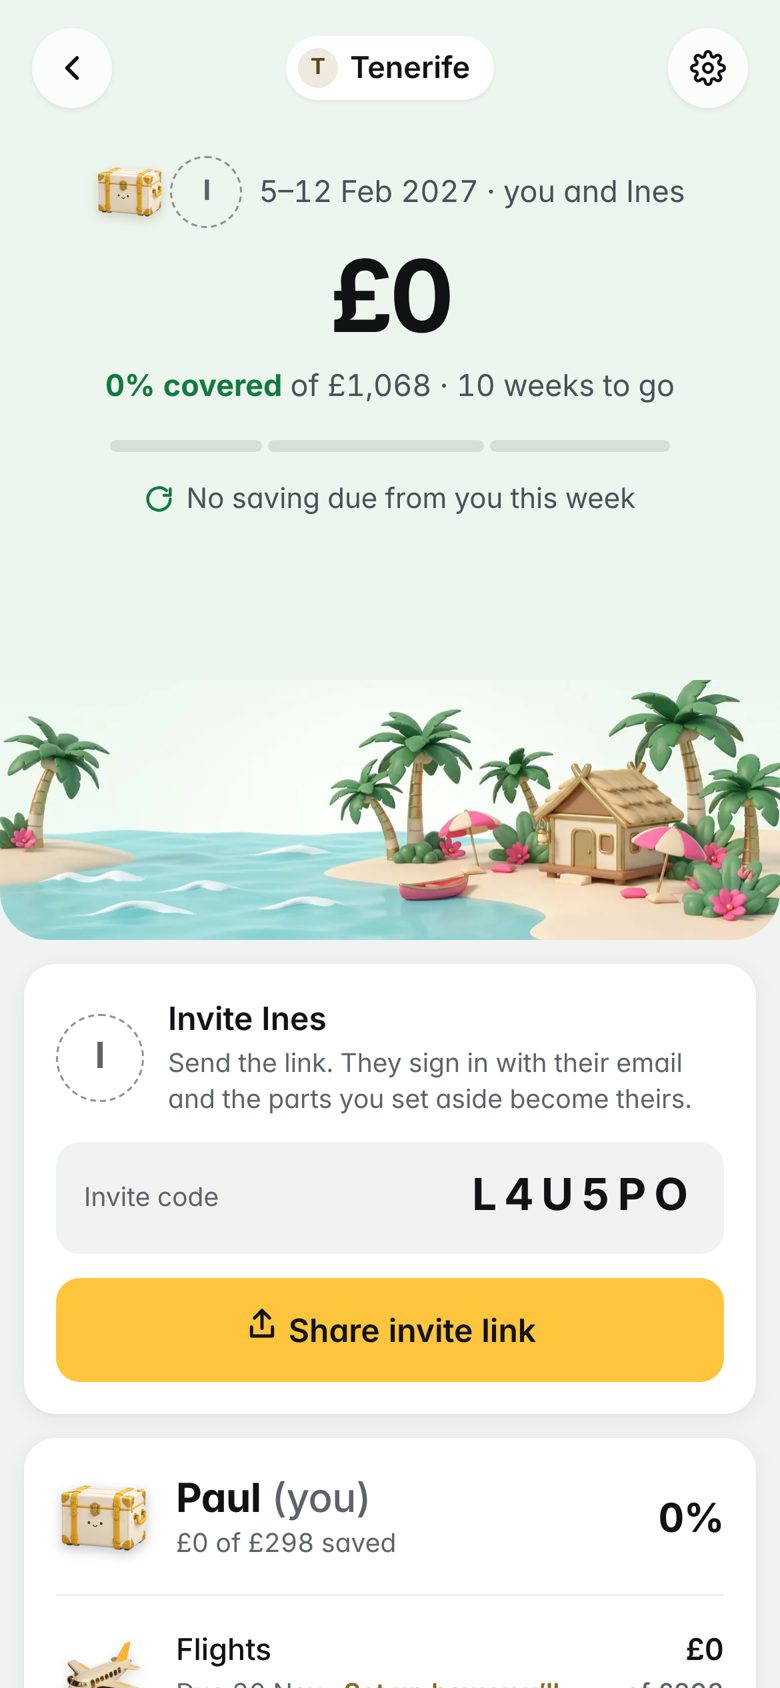 T Tenerife
I 5–12 Feb 2027 · you and Ines
£0
0% covered of £1,068 · 10 weeks to go
No saving due from you this week
Invite Ines
I
Send the link. They sign in with their email
and the parts you set aside become theirs.
Invite code L4U5PO
Share invite link
Paul (you)
0%
£0 of £298 saved
Flights £0